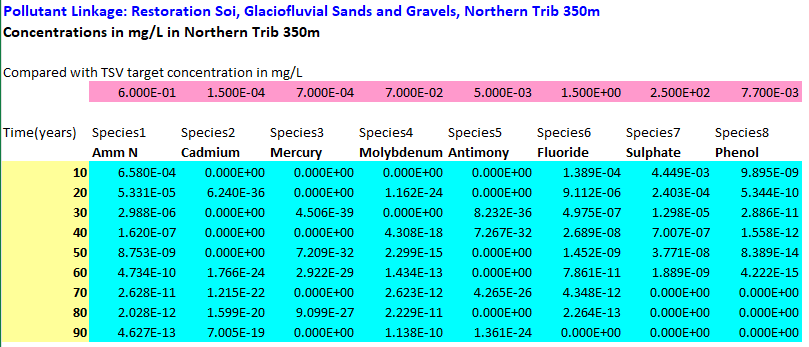 Pollutant Linkage: Restoration Soi, Glaciofluvial Sands and Gravels, Northern Trib 350m
Concentrations in mg/L in Northern Trib 350m
Compared with TSV target concentration in mg/L
6.000E-01 1.500E-04 7.000E-04 7.000E-02 5.000E-03 1.500E+00 2.500E+02 7.700E-03
Time(years) Species1 Species2 Species3 Species4 Species5 Species6 Species7 Species8
Amm N Cadmium Mercury Molybdenum Antimony Fluoride Sulphate Phenol
10 6.580E-04 0.000E+00 0.000E+00 0.000E+00 0.000E+00 1.389E-04 4.449E-03 9.895E-09
20 5.331E-05 6.240E-36 0.000E+00 1.162E-24 0.000E+00 9.112E-06 2.403E-04 5.344E-10
30 2.988E-06 0.000E+00 4.506E-39 0.000E+00 8.232E-36 4.975E-07 1.298E-05 2.886E-11
40 1.620E-07 0.000E+00 0.000E+00 4.308E-18 7.267E-32 2.689E-08 7.007E-07 1.558E-12
50 8.753E-09 0.000E+00 7.209E-32 2.299E-15 0.000E+00 1.452E-09 3.771E-08 8.389E-14
60 4.734E-10 1.766E-24 2.922E-29 1.434E-13 0.000E+00 7.861E-11 1.889E-09 4.222E-15
70 2.628E-11 1.215E-22 0.000E+00 2.623E-12 4.265E-26 4.348E-12 0.000E+00 0.000E+00
80 2.028E-12 1.599E-20 9.099E-27 2.229E-11 0.000E+00 2.264E-13 0.000E+00 0.000E+00
90 4.627E-13 7.005E-19 0.000E+00 1.138E-10 1.361E-24 0.000E+00 0.000E+00 0.000E+00